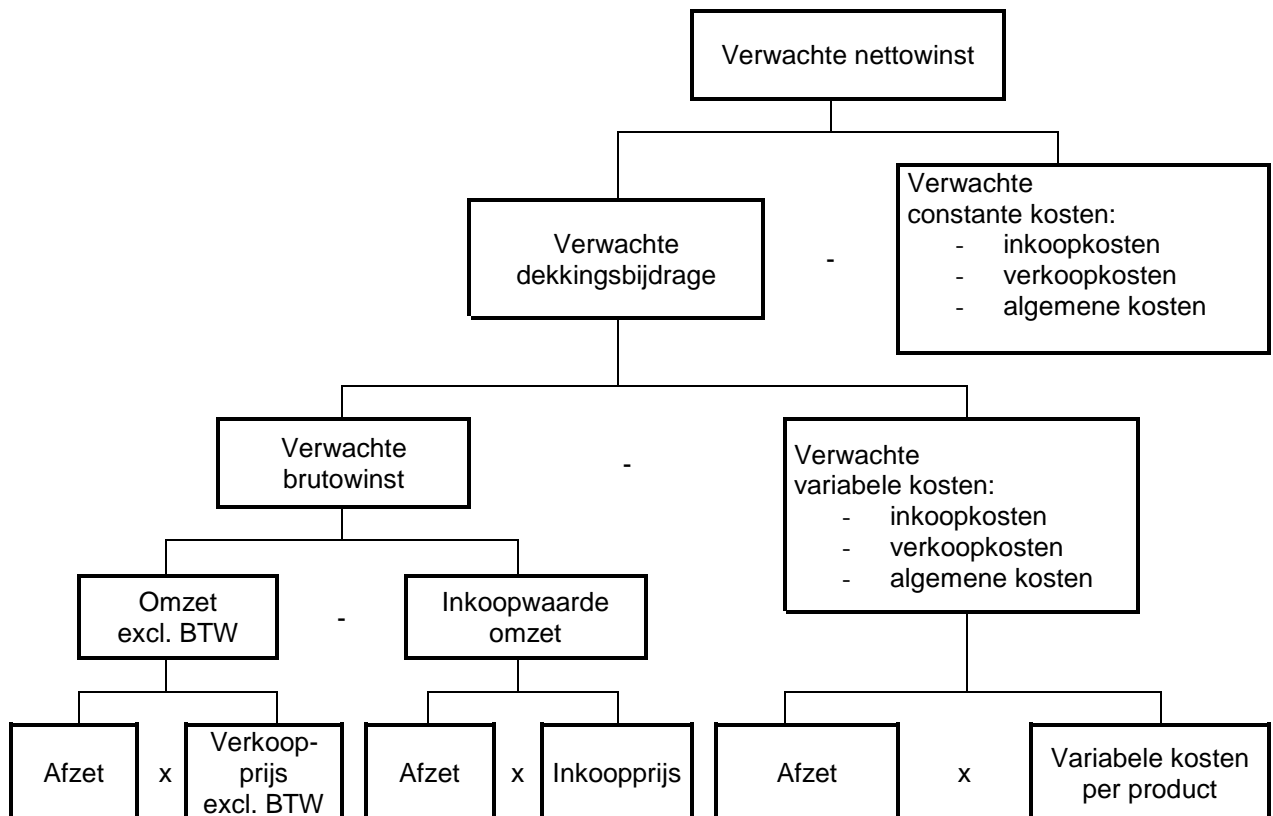 Verwachte nettowinst
Verwachte
constante kosten:
- inkoopkosten
- verkoopkosten
- algemene kosten
Verwachte
dekkingsbijdrage
-
Verwachte
brutowinst
-
Verwachte
variabele kosten:
- inkoopkosten
- verkoopkosten
- algemene kosten
Omzet
excl. BTW
-
Inkoopwaarde
omzet
Afzet
x
Verkoop-
prijs
excl. BTW
Afzet
x
Inkoopprijs
Afzet
x
Variabele kosten
per product